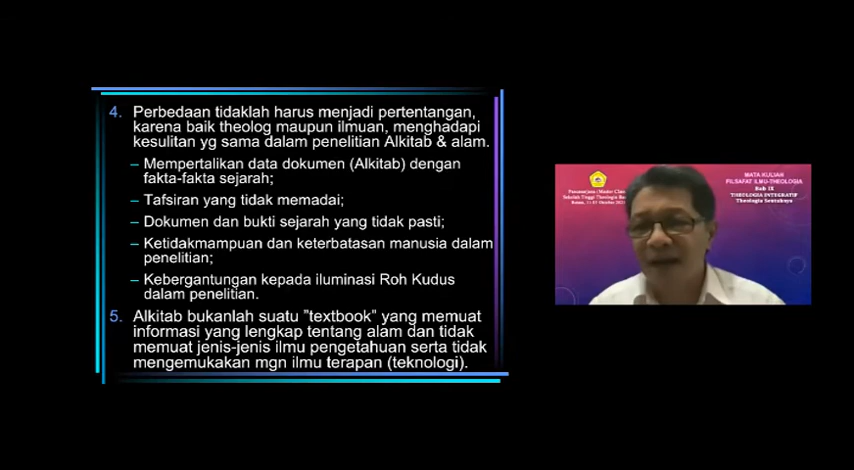 4. Perbedaan tidaklah harus menjadi pertentangan,
karena baik theolog maupun ilmuan, menghadapi
kesulitan yg sama dalam penelitian Alkitab & alam.
– Mempertalikan data dokumen (Alkitab) dengan
fakta-fakta sejarah;
– Tafsiran yang tidak memadai;
– Dokumen dan bukti sejarah yang tidak pasti;
– Ketidakmampuan dan keterbatasan manusia dalam
penelitian;
– Kebergantungan kepada iluminasi Roh Kudus
dalam penelitian.
5. Alkitab bukanlah suatu "textbook" yang memuat
informasi yang lengkap tentang alam dan tidak
memuat jenis-jenis ilmu pengetahuan serta tidak
mengemukakan mgn ilmu terapan (teknologi).
Sekolah Tinggi Theologia
MATA KULIAH
FILSAFAT ILMU-THEOLOGIA
Bab IX
THEOLOGIA INTEGRATIF